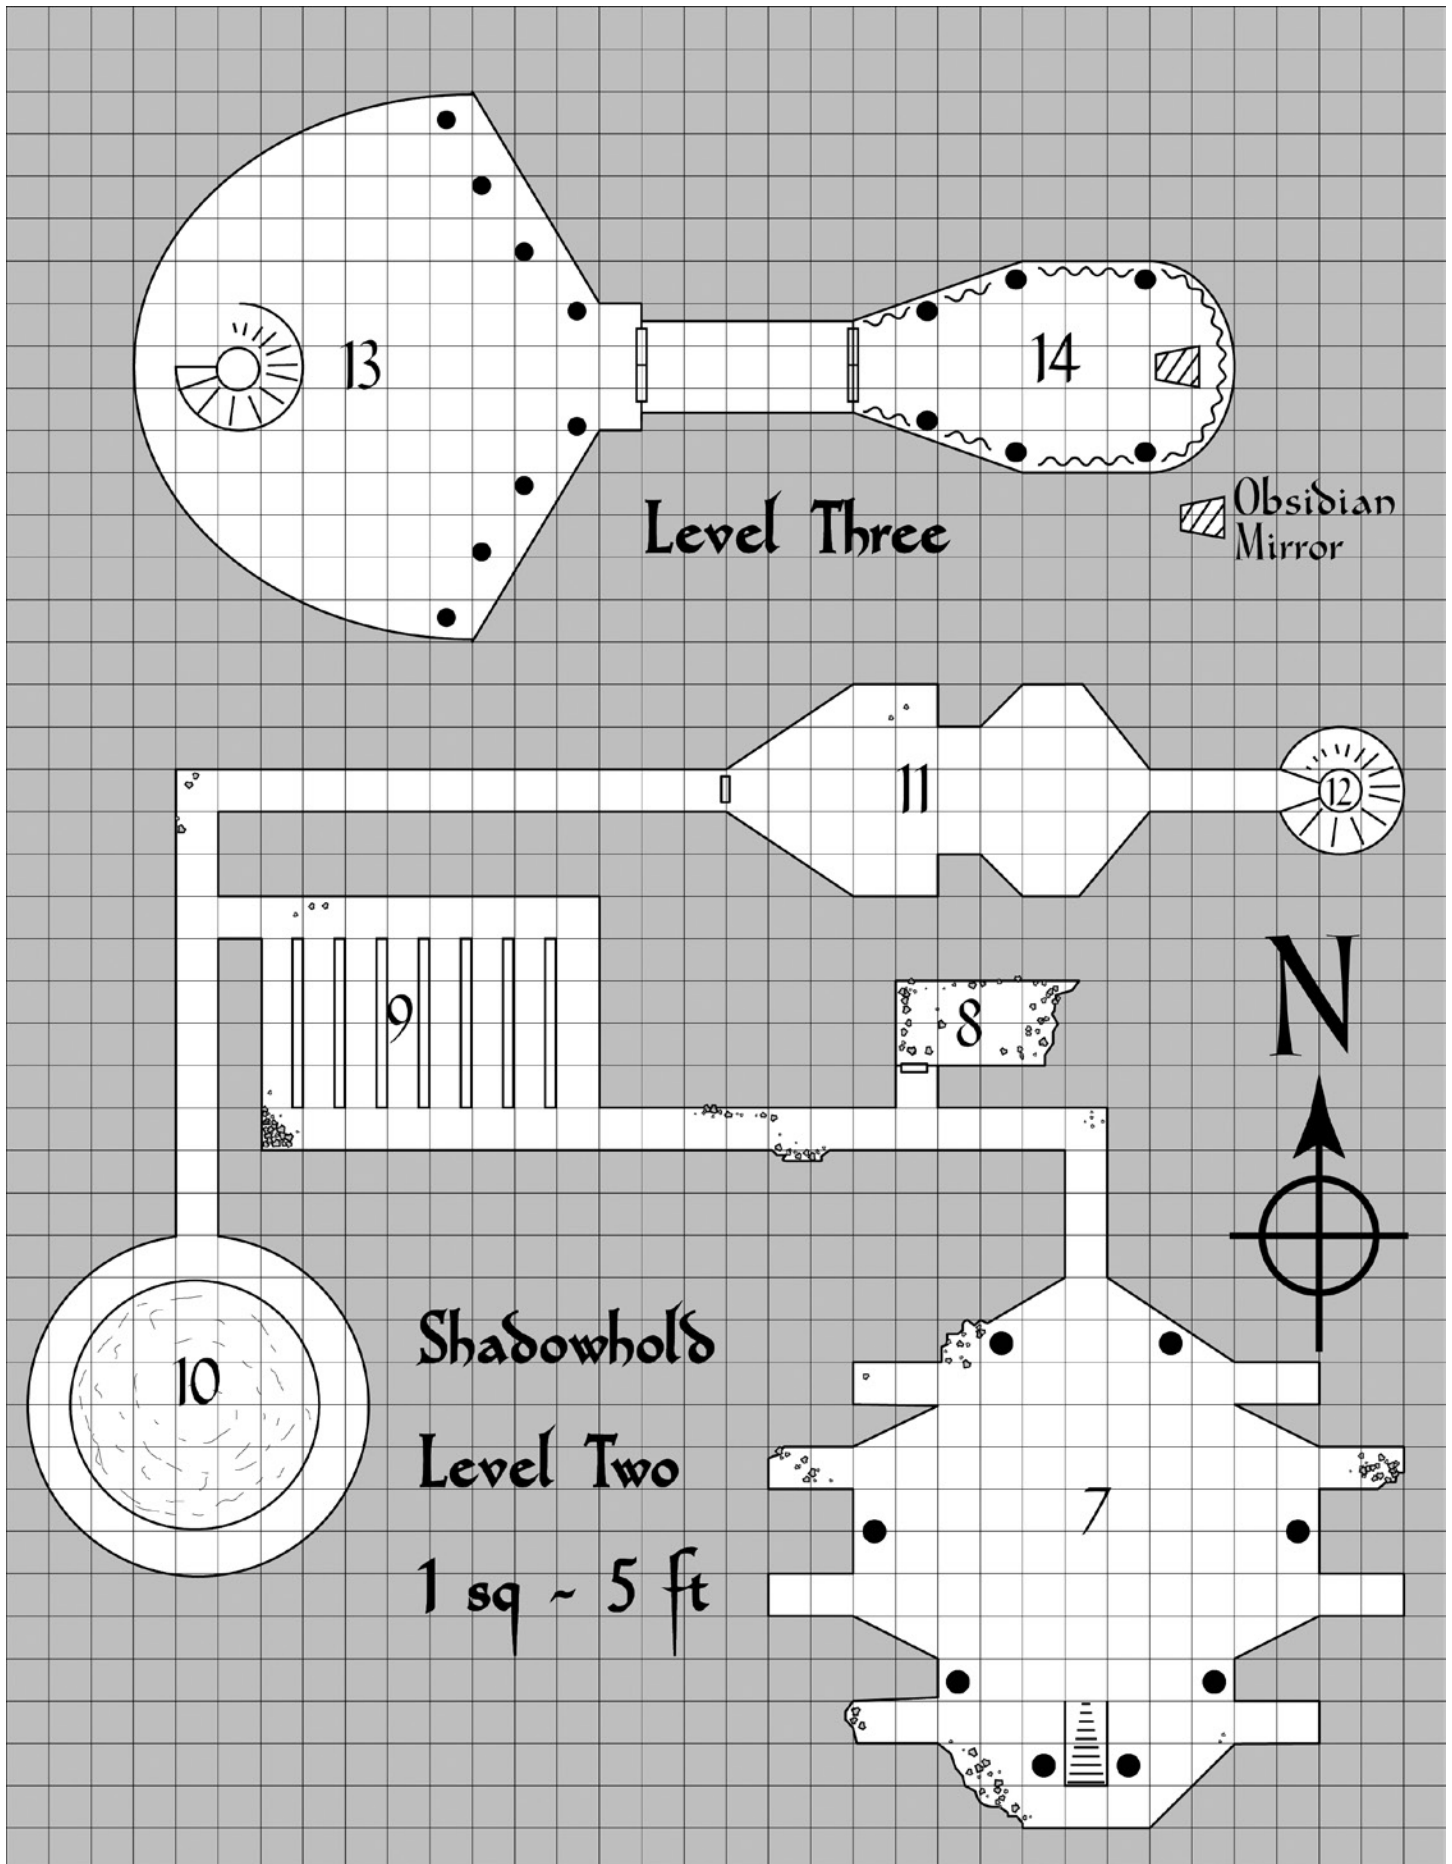 13
14
Obsidian
Mirror
Level Three
11
12
N
9
8
10
Shadowhold
Level Two
7
1 sq ~ 5 ft